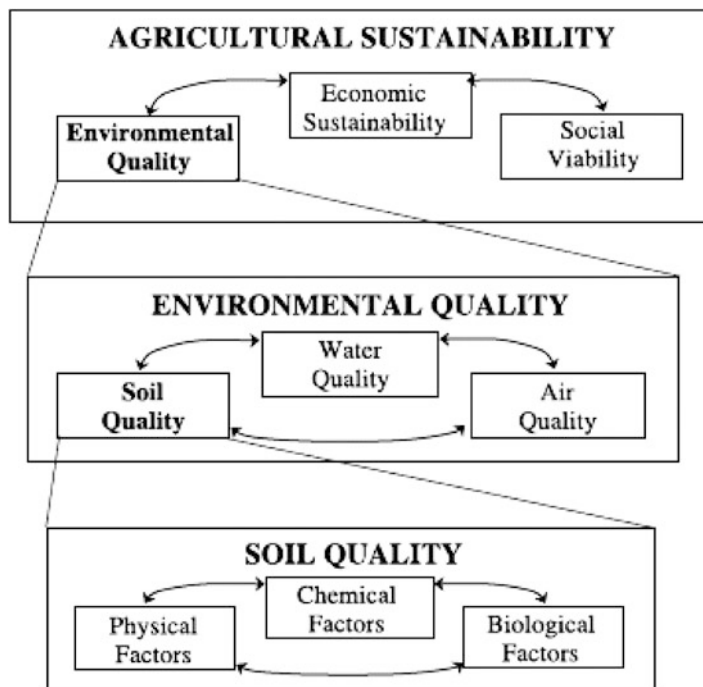 AGRICULTURAL SUSTAINABILITY
Economic
Sustainability
Environmental
Quality
Social
Viability
ENVIRONMENTAL QUALITY
Water
Quality
Soil
Quality
Air
Quality
SOIL QUALITY
Chemical
Factors
Physical
Factors
Biological
Factors